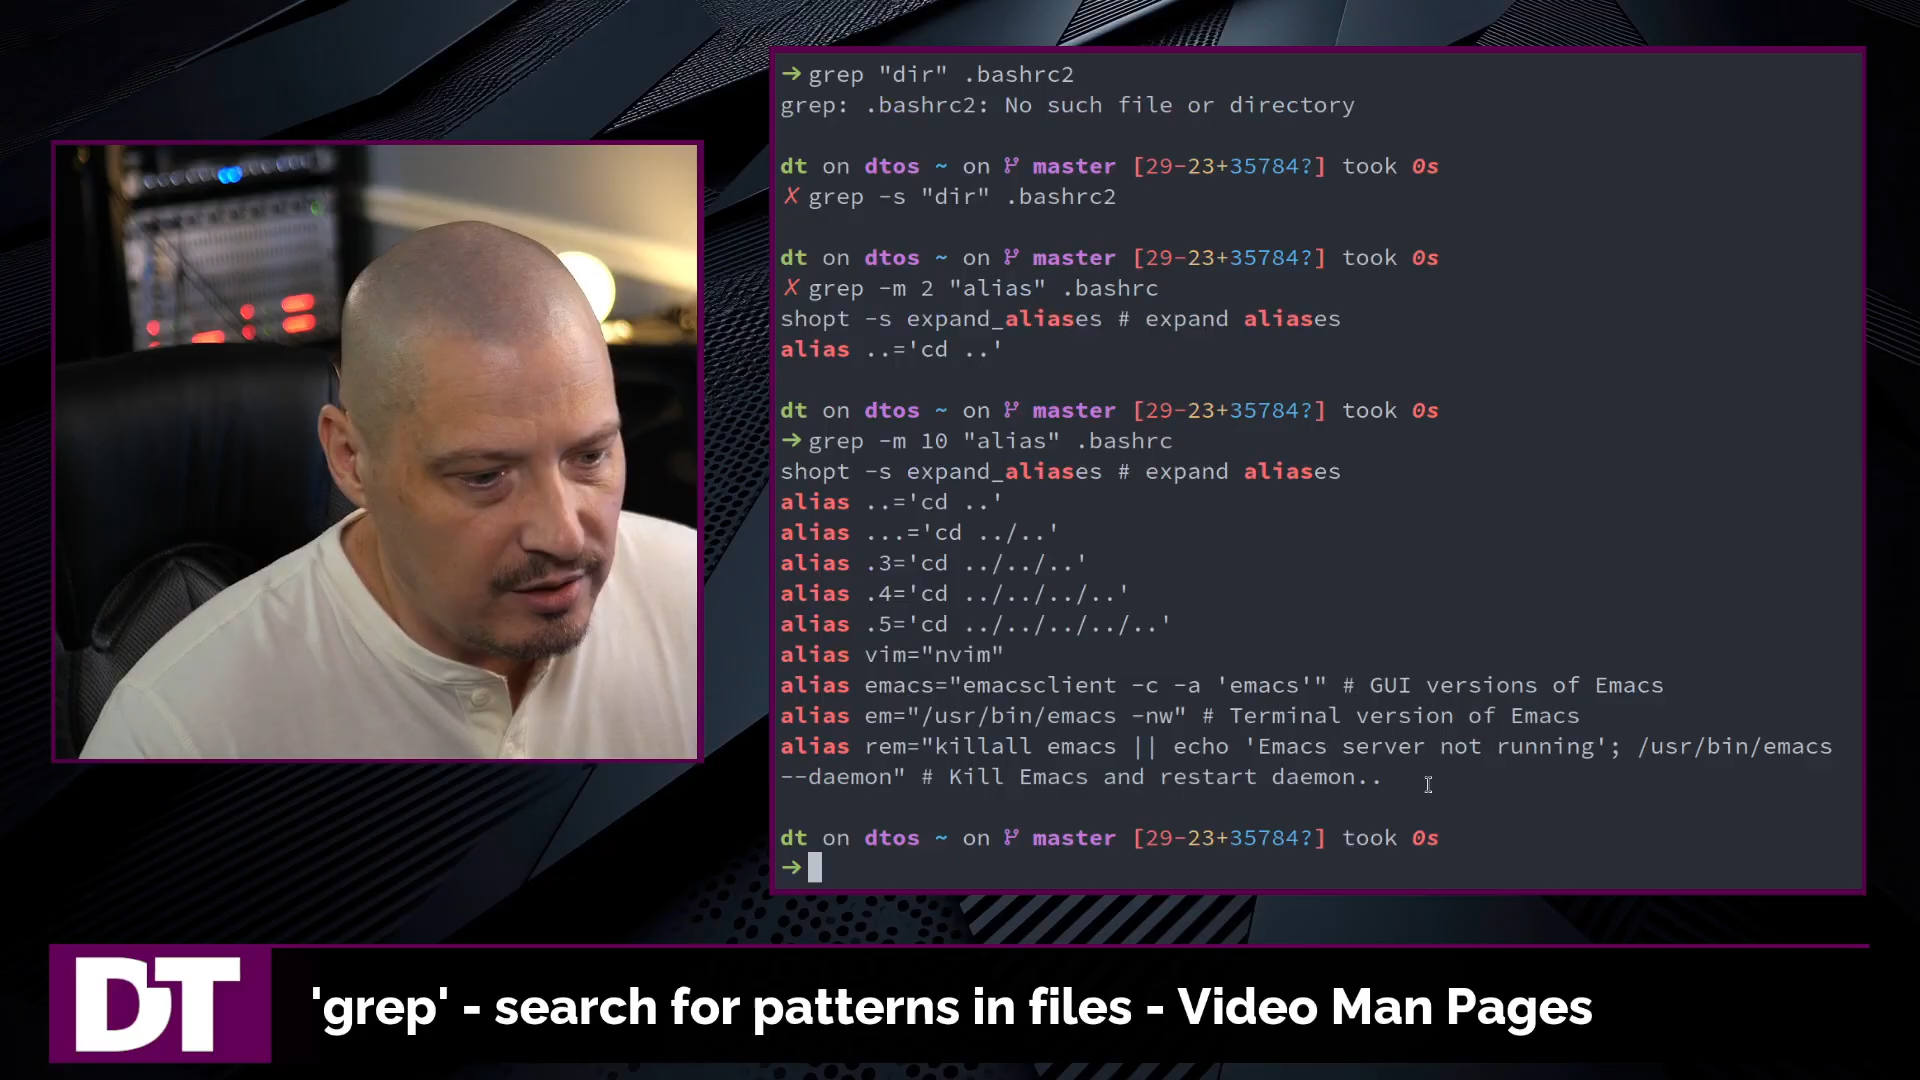 ➜ grep "dir" .bashrc2
grep: .bashrc2: No such file or directory
dt on dtos ~ on master [29-23+35784?] took 0s
✗ grep -s "dir" .bashrc2
dt on dtos ~ on master [29-23+35784?] took 0s
✗ grep -m 2 "alias" .bashrc
shopt -s expand_aliases # expand aliases
alias ..='cd ..'
dt on dtos ~ on master [29-23+35784?] took 0s
➜ grep -m 10 "alias" .bashrc
shopt -s expand_aliases # expand aliases
alias ..='cd ..'
alias ...='cd ../..'
alias .3='cd ../../..'
alias .4='cd ../../../..'
alias .5='cd ../../../../..'
alias vim="nvim"
alias emacs="emacsclient -c -a 'emacs'" # GUI versions of Emacs
alias em="/usr/bin/emacs -nw" # Terminal version of Emacs
alias rem="killall emacs || echo 'Emacs server not running'; /usr/bin/emacs
--daemon" # Kill Emacs and restart daemon..
dt on dtos ~ on master [29-23+35784?] took 0s
➜
DT
'grep' - search for patterns in files - Video Man Pages